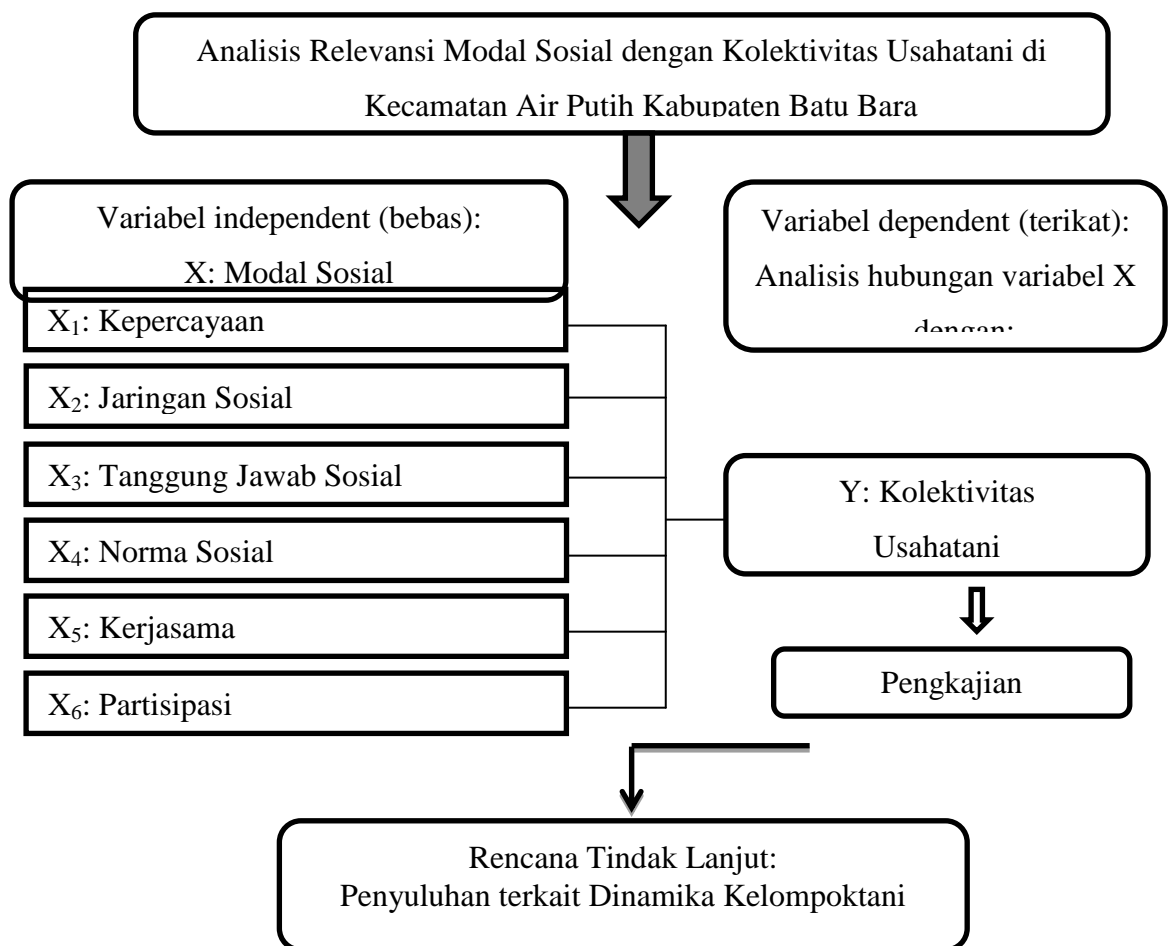 Analisis Relevansi Modal Sosial dengan Kolektivitas Usahatani di
Kecamatan Air Putih Kabupaten Batu Bara
Variabel independent (bebas):
X: Modal Sosial
Variabel dependent (terikat):
Analisis hubungan variabel X
dengan:
X₁: Kepercayaan
X₂: Jaringan Sosial
X₃: Tanggung Jawab Sosial
X₄: Norma Sosial
X₅: Kerjasama
X₆: Partisipasi
Y: Kolektivitas
Usahatani
Pengkajian
Rencana Tindak Lanjut:
Penyuluhan terkait Dinamika Kelompoktani